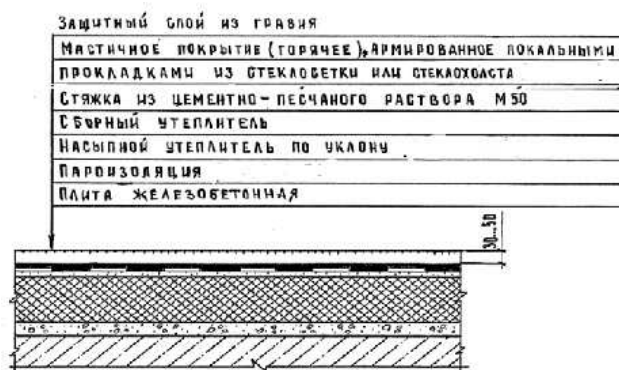 ЗАЩИТНЫЙ СЛОЙ ИЗ ГРАВИЯ
МАСТИЧНОЕ ПОКРЫТИЕ (ГОРЯЧЕЕ), АРМИРОВАННОЕ ЛОКАЛЬНЫМИ
ПРОКЛАДКАМИ ИЗ СТЕКЛОСЕТКИ ИЛИ СТЕКЛОХОЛСТА
СТЯЖКА ИЗ ЦЕМЕНТНО-ПЕСЧАНОГО РАСТВОРА М50
СБОРНЫЙ УТЕПЛИТЕЛЬ
НАСЫПНОЙ УТЕПЛИТЕЛЬ ПО УКЛОНУ
ПАРОИЗОЛЯЦИЯ
ПЛИТА ЖЕЛЕЗОБЕТОННАЯ
30...50